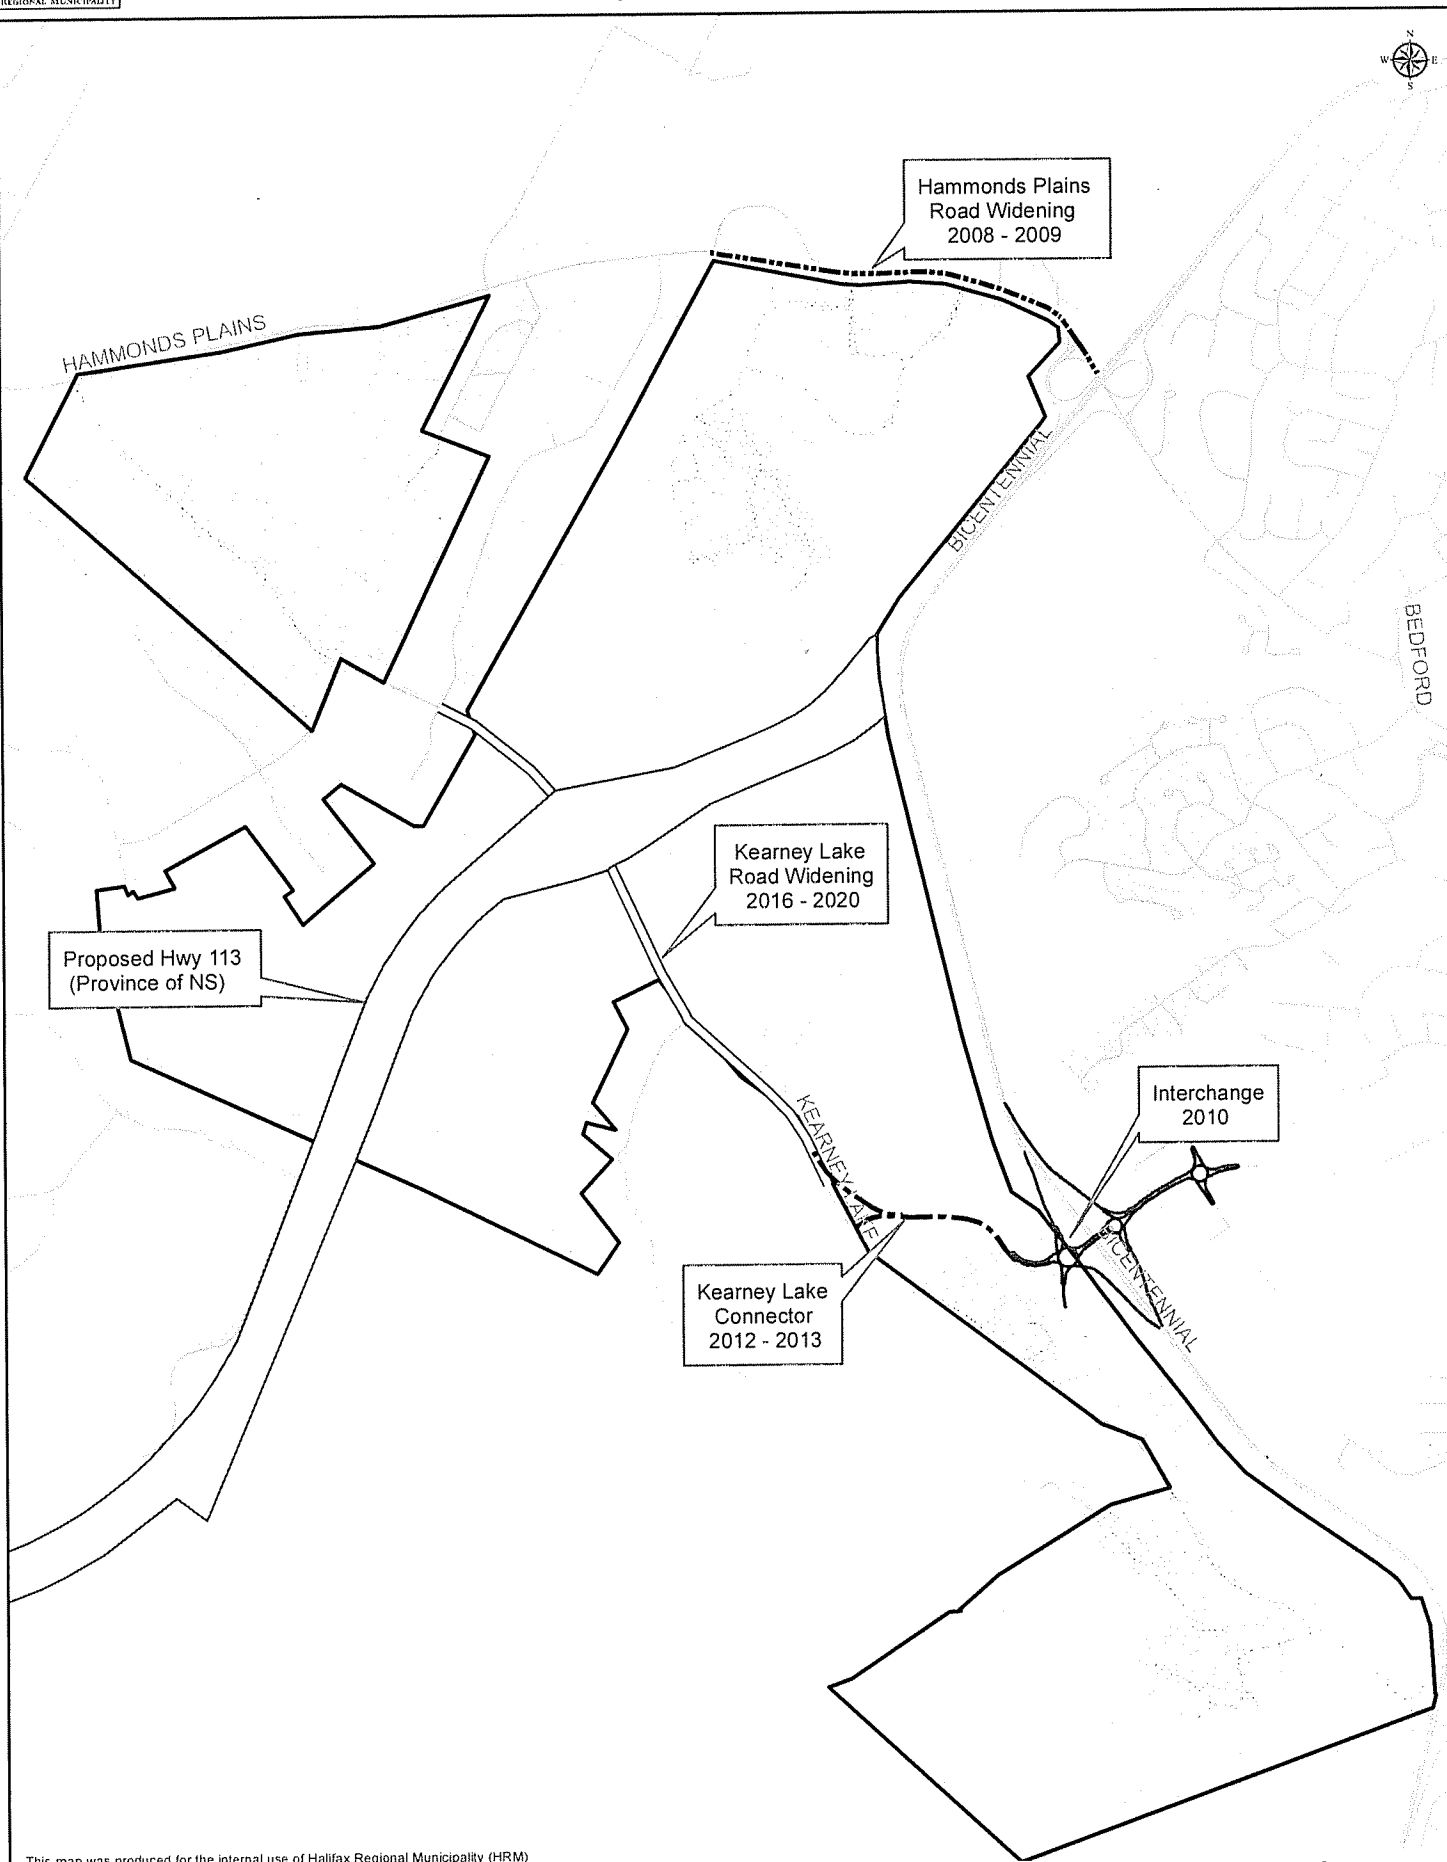 REGIONAL MUNICIPALITY
N
W E
S
Hammonds Plains
Road Widening
2008 - 2009
HAMMONDS PLAINS
BICENTENNIAL
BEDFORD
Kearney Lake
Road Widening
2016 - 2020
Proposed Hwy 113
(Province of NS)
KEARNEY LAKE
Interchange
2010
BICENTENNIAL
Kearney Lake
Connector
2012 - 2013
This map was produced for the internal use of Halifax Regional Municipality (HRM)